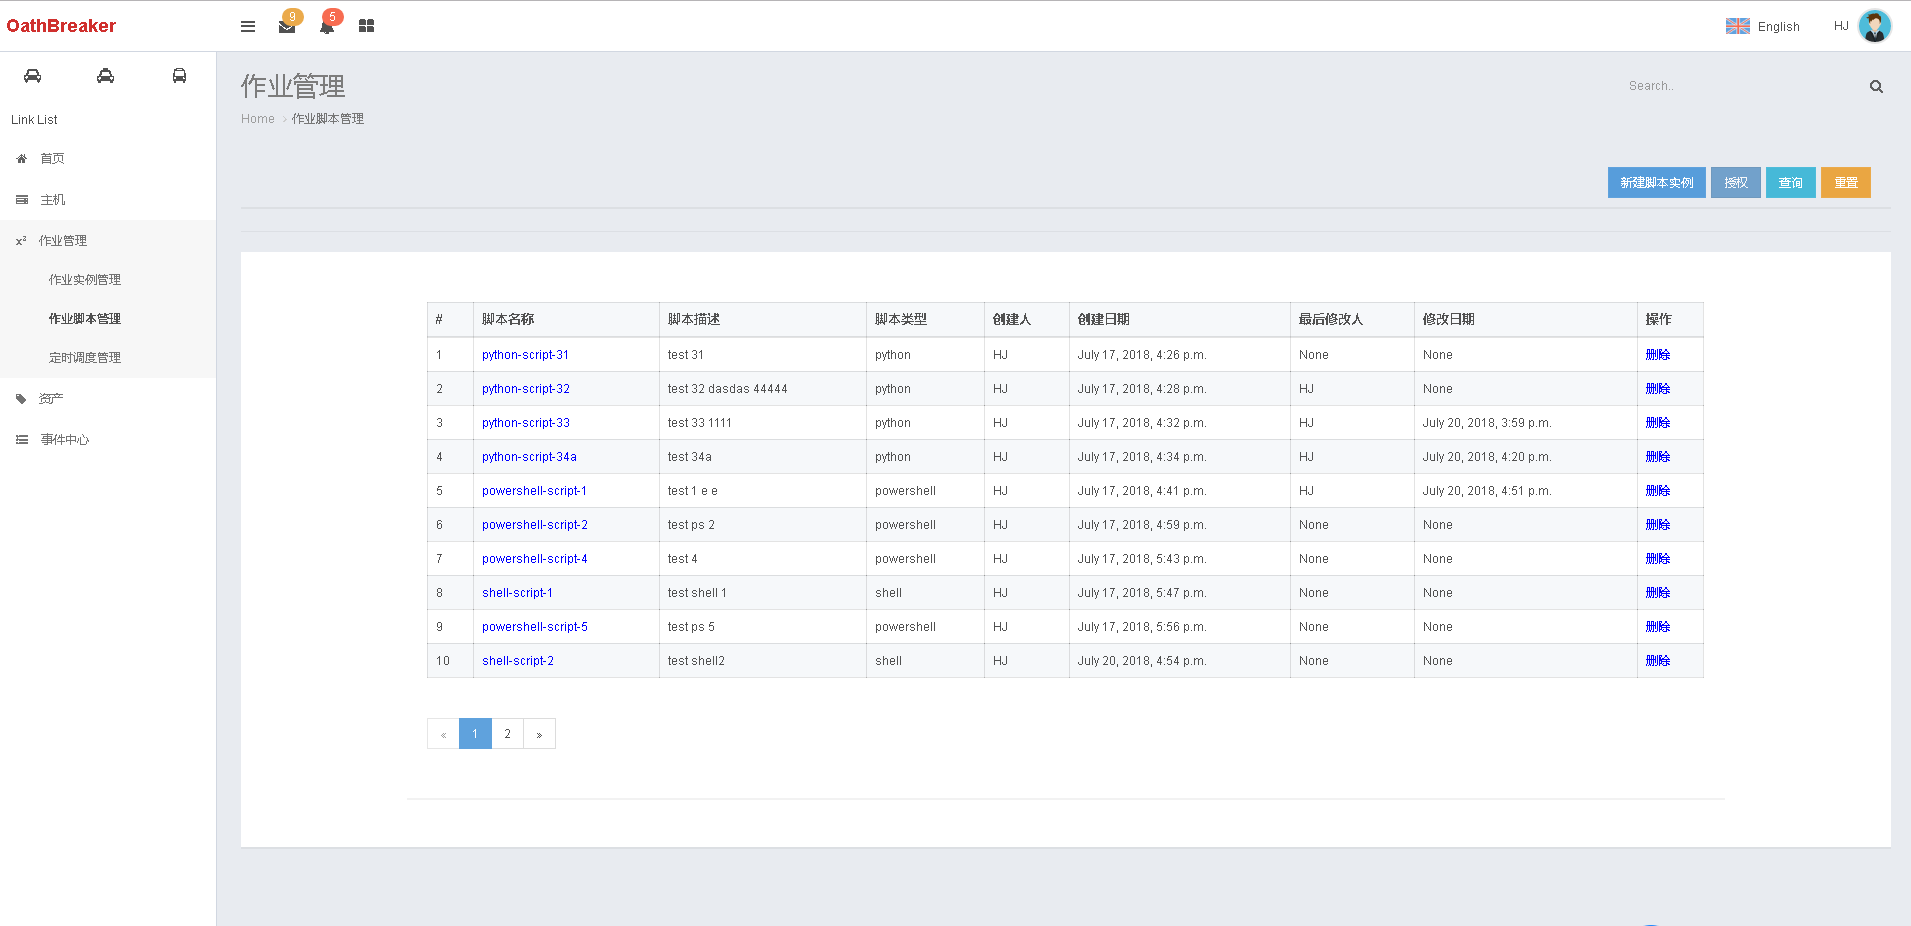 OathBreaker
9
5
English
HJ
Link List
首页
主机
x² 作业管理
作业实例管理
作业脚本管理
定时调度管理
资产
事件中心
作业管理
Search..
Home > 作业脚本管理
新建脚本实例 授权 查询 重置
# 脚本名称 脚本描述 脚本类型 创建人 创建日期 最后修改人 修改日期 操作
1 python-script-31 test 31 python HJ July 17, 2018, 4:26 p.m. None None 删除
2 python-script-32 test 32 dasdas 44444 python HJ July 17, 2018, 4:28 p.m. HJ None 删除
3 python-script-33 test 33 1111 python HJ July 17, 2018, 4:32 p.m. HJ July 20, 2018, 3:59 p.m. 删除
4 python-script-34a test 34a python HJ July 17, 2018, 4:34 p.m. HJ July 20, 2018, 4:20 p.m. 删除
5 powershell-script-1 test 1 e e powershell HJ July 17, 2018, 4:41 p.m. HJ July 20, 2018, 4:51 p.m. 删除
6 powershell-script-2 test ps 2 powershell HJ July 17, 2018, 4:59 p.m. None None 删除
7 powershell-script-4 test 4 powershell HJ July 17, 2018, 5:43 p.m. None None 删除
8 shell-script-1 test shell 1 shell HJ July 17, 2018, 5:47 p.m. None None 删除
9 powershell-script-5 test ps 5 powershell HJ July 17, 2018, 5:56 p.m. None None 删除
10 shell-script-2 test shell2 shell HJ July 20, 2018, 4:54 p.m. None None 删除
« 1 2 »